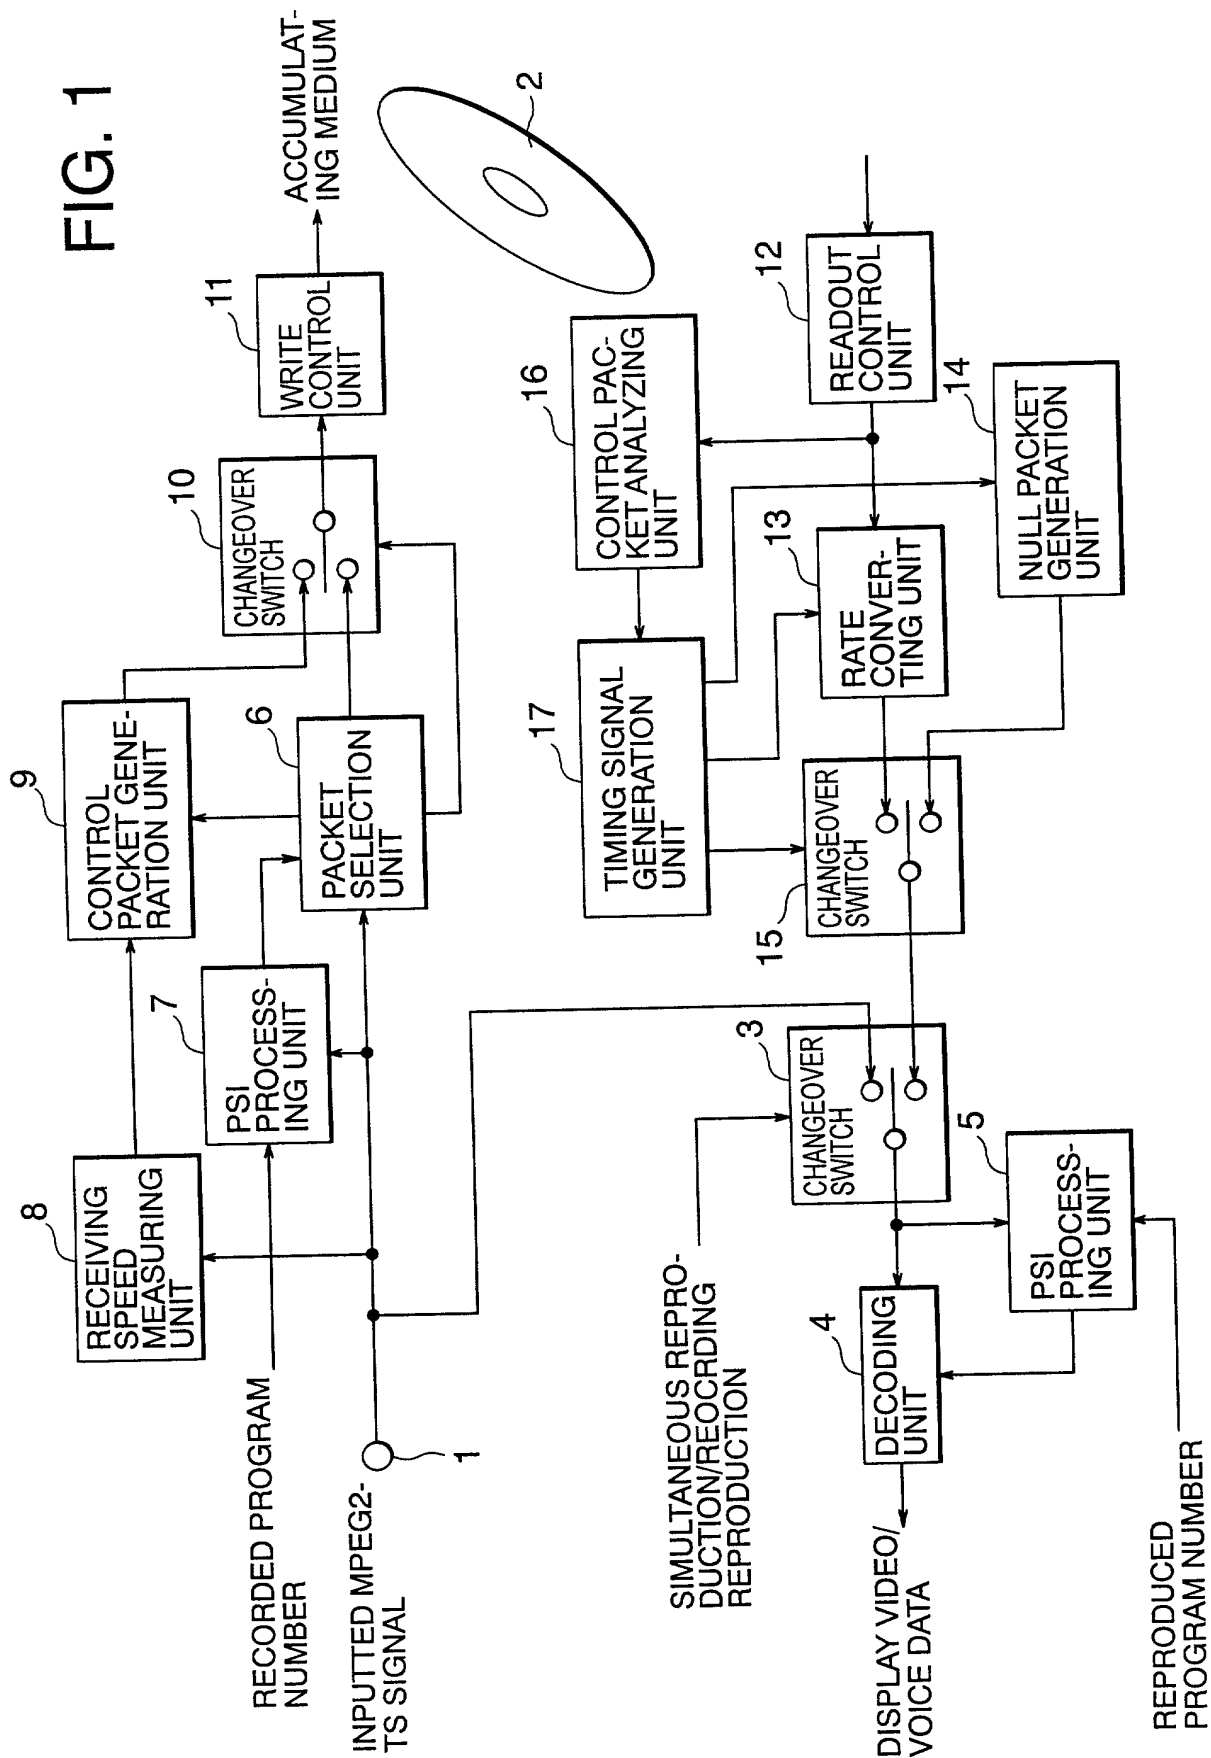 FIG. 1
RECEIVING
SPEED
MEASURING
UNIT
8
CONTROL
PACKET GENE-
RATION UNIT
9
RECORDED PROGRAM
NUMBER
PSI
PROCESS-
ING UNIT
7
PACKET
SELECTION
UNIT
6
CHANGEOVER
SWITCH
10
WRITE
CONTROL
UNIT
11
ACCUMULAT-
ING MEDIUM
2
INPUTTED MPEG2-
TS SIGNAL
1
SIMULTANEOUS REPRO-
DUCTION/REOCRDING
REPRODUCTION
TIMING SIGNAL
GENERATION
UNIT
17
CONTROL PAC-
KET ANALYZING
UNIT
16
DISPLAY VIDEO/
VOICE DATA
DECODING
UNIT
4
CHANGEOVER
SWITCH
3
CHANGEOVER
SWITCH
15
RATE
CONVER-
TING UNIT
13
READOUT
CONTROL
UNIT
12
REPRODUCED
PROGRAM NUMBER
PSI
PROCESS-
ING UNIT
5
NULL PACKET
GENERATION
UNIT
14